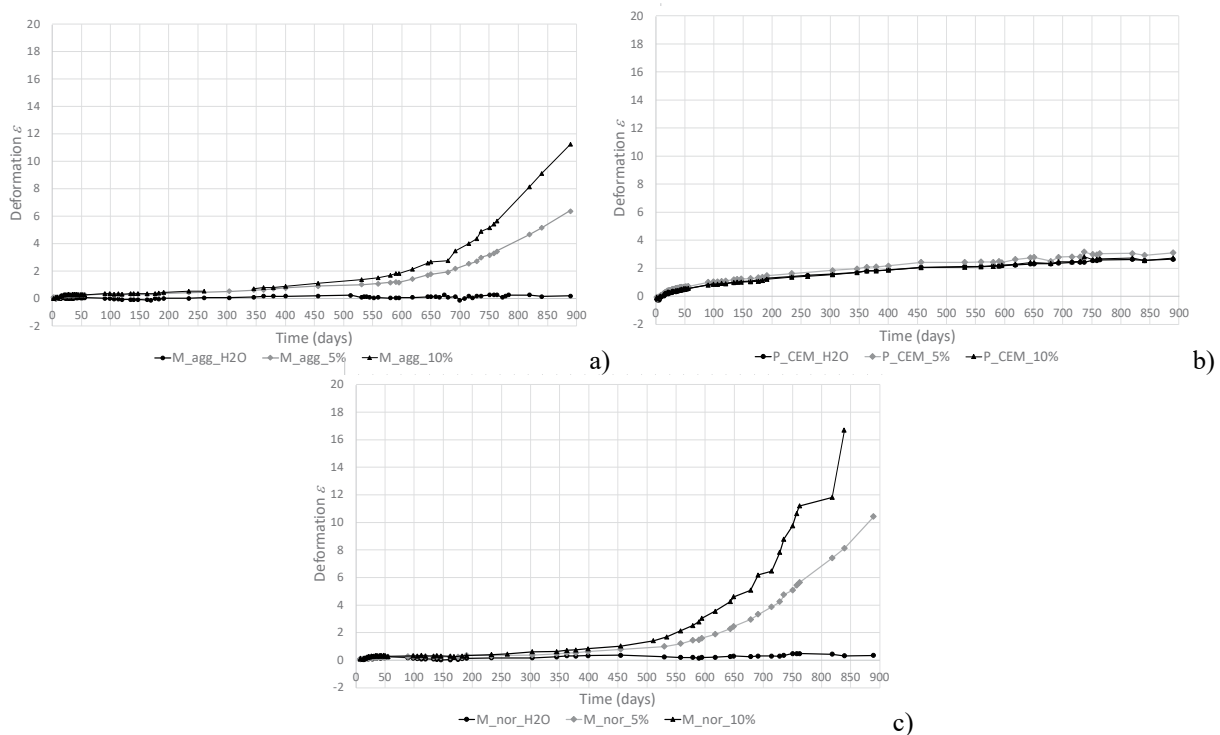 20
18
16
14
12
10
8
6
4
2
0
-2
Deformation ε
0 50 100 150 200 250 300 350 400 450 500 550 600 650 700 750 800 850 900
Time (days)
M_agg_H2O M_agg_5% M_agg_10%
a)
20
18
16
14
12
10
8
6
4
2
0
-2
Deformation ε
0 50 100 150 200 250 300 350 400 450 500 550 600 650 700 750 800 850 900
Time (days)
P_CEM_H2O P_CEM_5% P_CEM_10%
b)
20
18
16
14
12
10
8
6
4
2
0
-2
Deformation ε
0 50 100 150 200 250 300 350 400 450 500 550 600 650 700 750 800 850 900
Time (days)
M_nor_H2O M_nor_5% M_nor_10%
c)